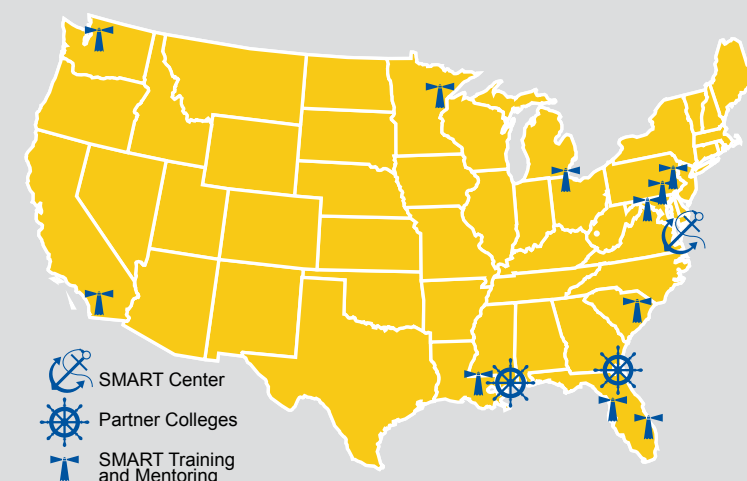 SMART Center
Partner Colleges
SMART Training
and Mentoring